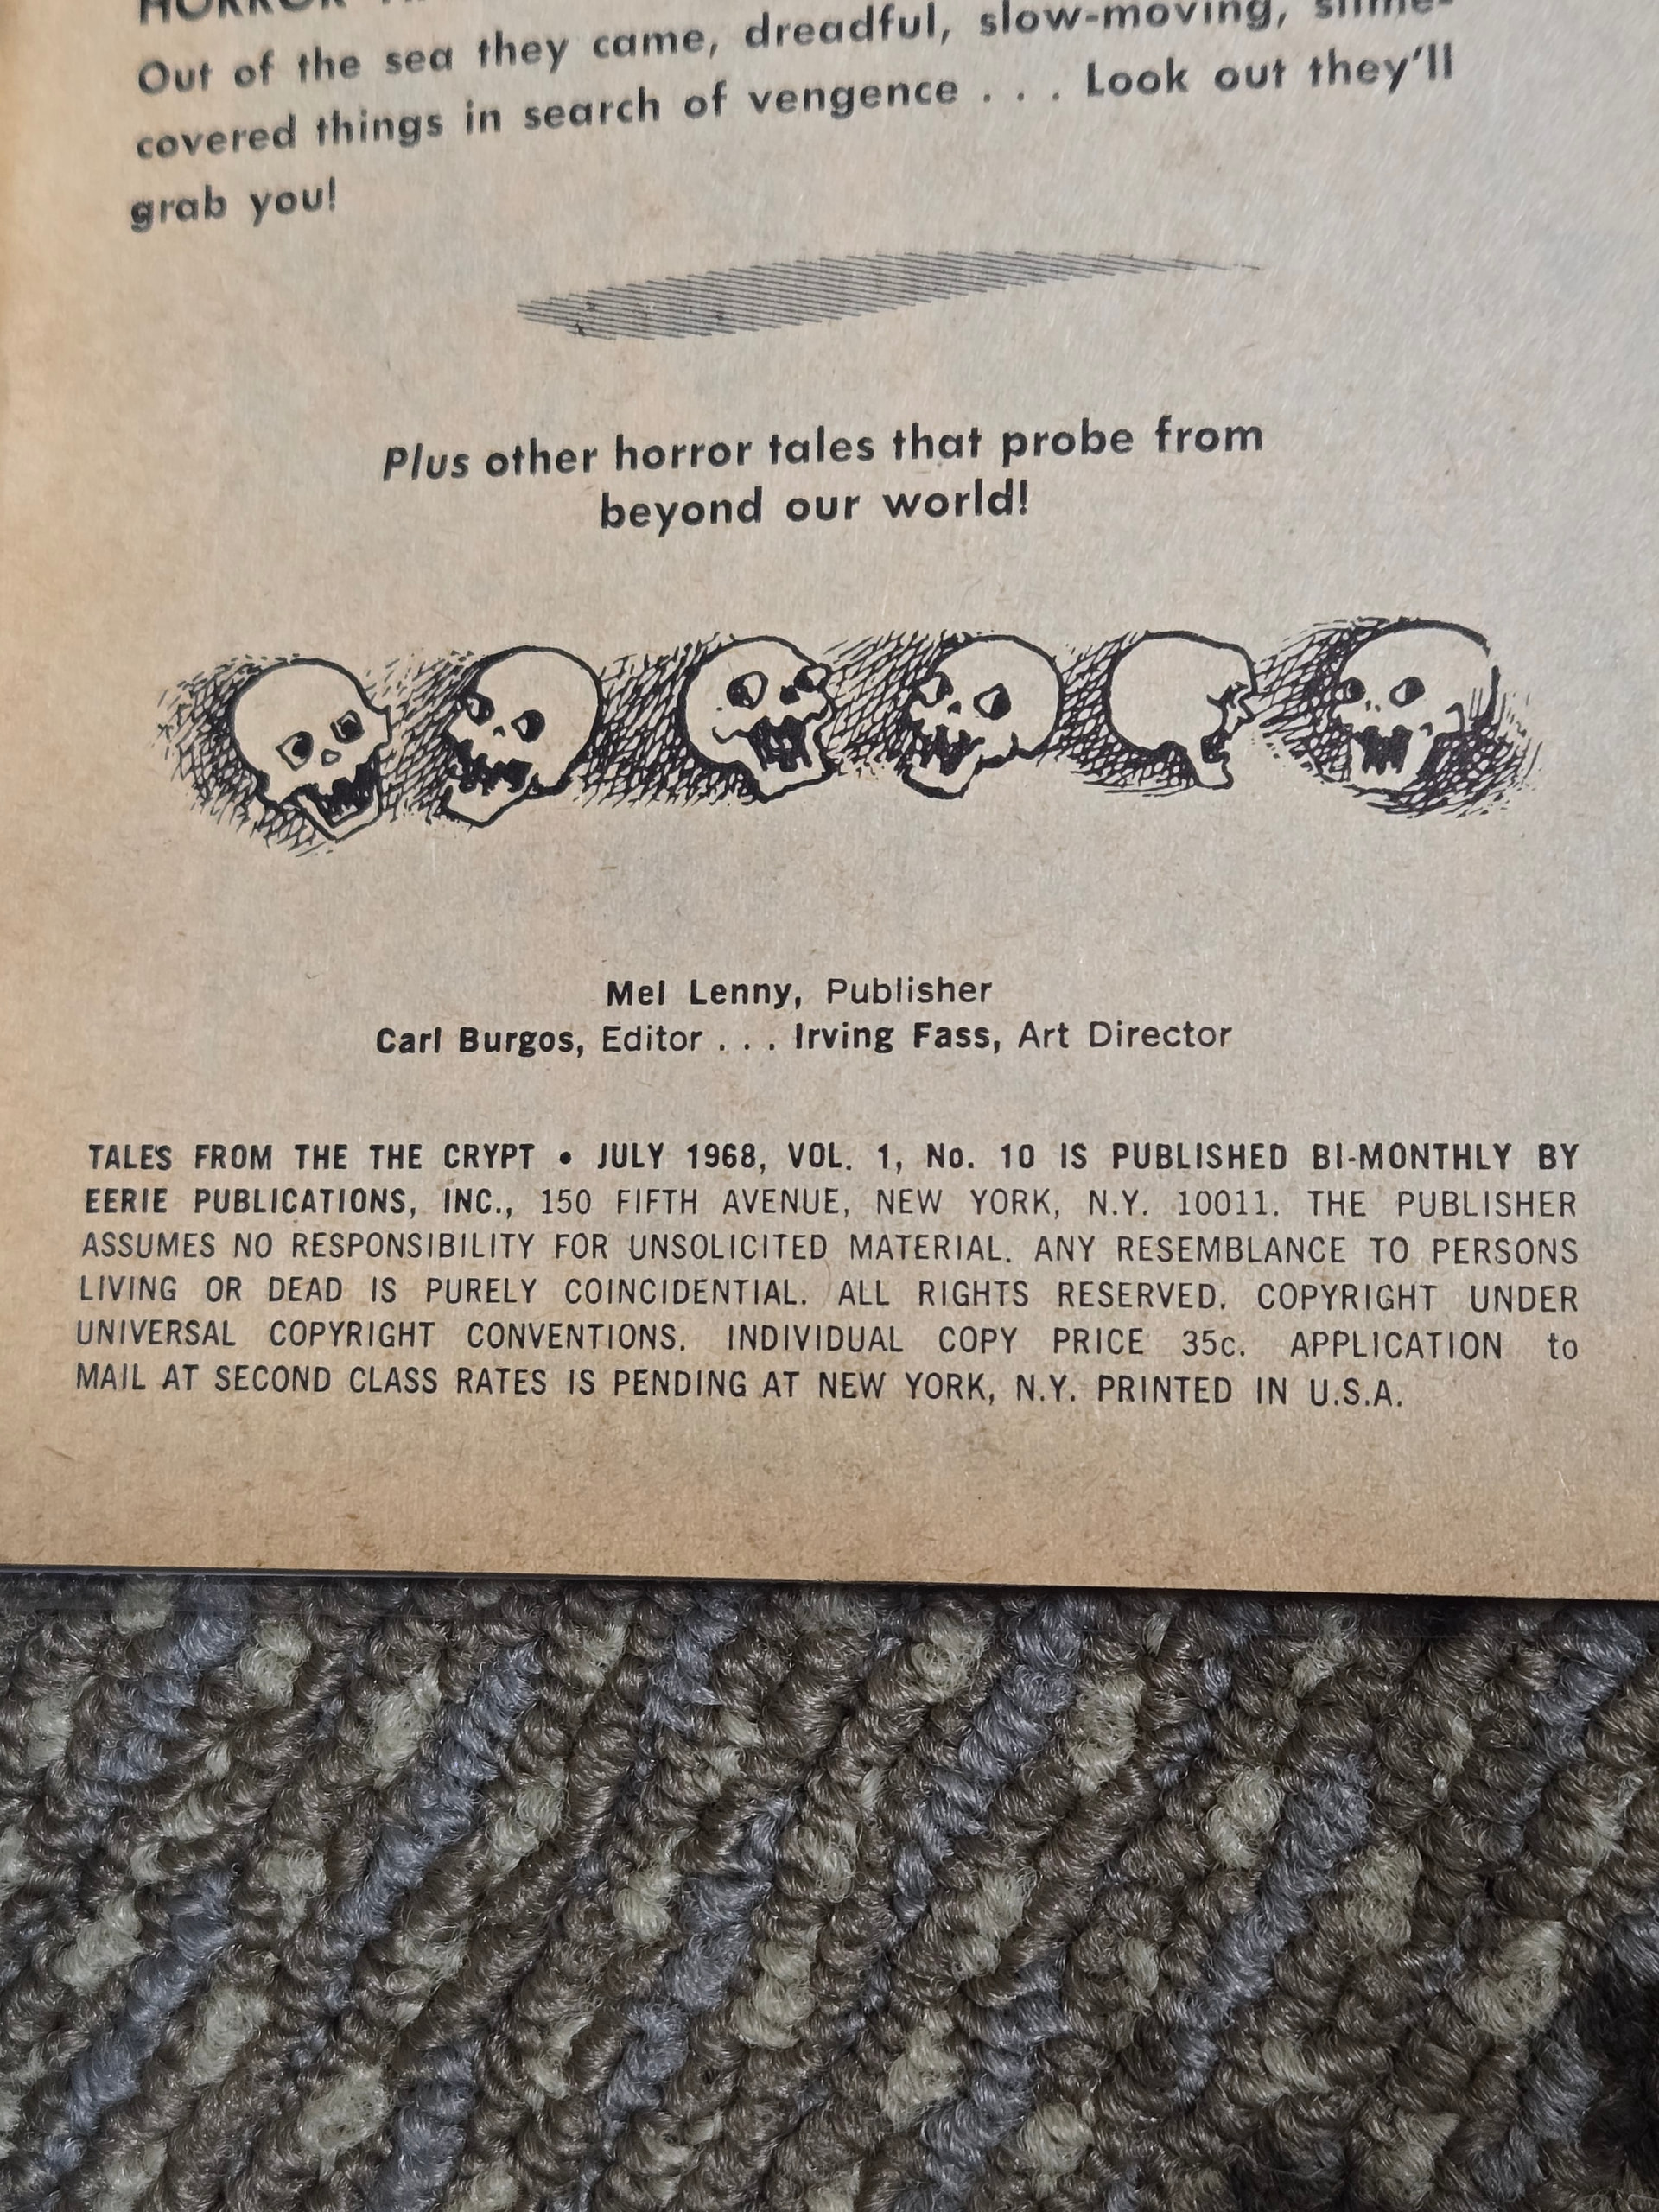 HORROR
Out of the sea they came, dreadful, slow-moving, slime-
covered things in search of vengence . . . Look out they'll
grab you!
Plus other horror tales that probe from
beyond our world!
Mel Lenny, Publisher
Carl Burgos, Editor . . . Irving Fass, Art Director
TALES FROM THE THE CRYPT • JULY 1968, VOL. 1, No. 10 IS PUBLISHED BI-MONTHLY BY
EERIE PUBLICATIONS, INC., 150 FIFTH AVENUE, NEW YORK, N.Y. 10011. THE PUBLISHER
ASSUMES NO RESPONSIBILITY FOR UNSOLICITED MATERIAL. ANY RESEMBLANCE TO PERSONS
LIVING OR DEAD IS PURELY COINCIDENTIAL. ALL RIGHTS RESERVED. COPYRIGHT UNDER
UNIVERSAL COPYRIGHT CONVENTIONS. INDIVIDUAL COPY PRICE 35c. APPLICATION to
MAIL AT SECOND CLASS RATES IS PENDING AT NEW YORK, N.Y. PRINTED IN U.S.A.